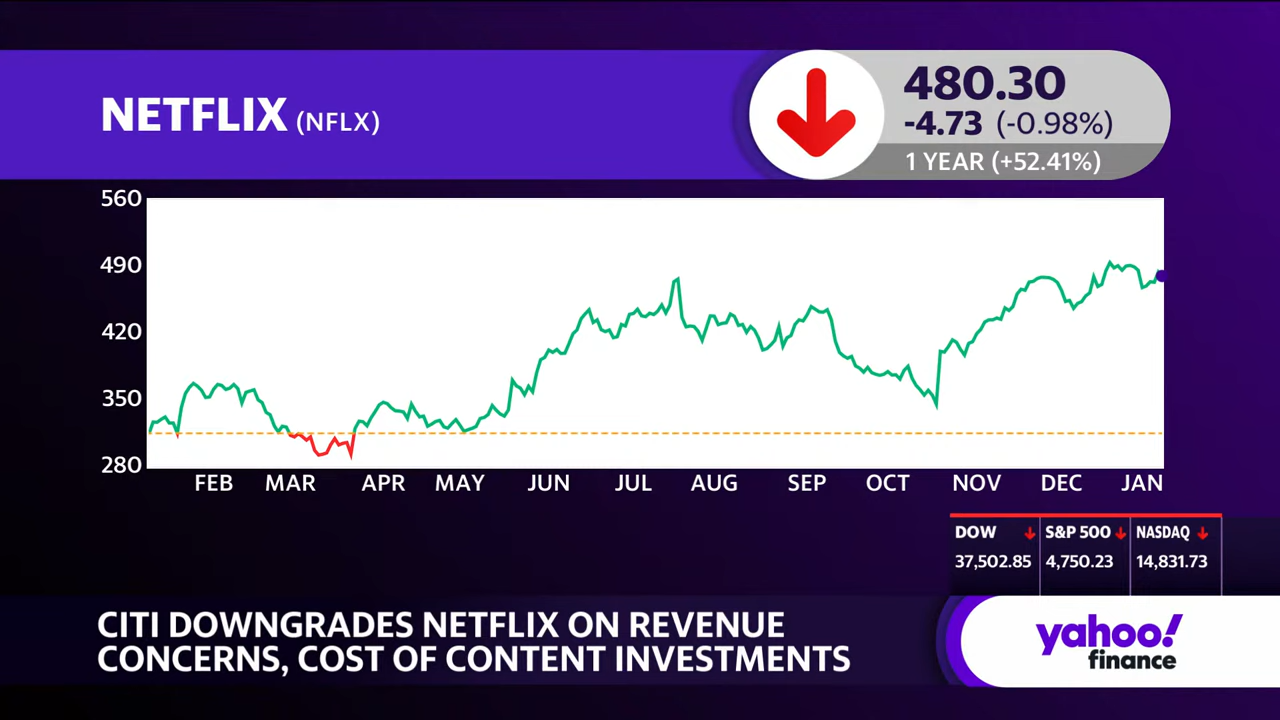 NETFLIX (NFLX)
480.30
-4.73 (-0.98%)
1 YEAR (+52.41%)
560
490
420
350
280
FEB MAR APR MAY JUN JUL AUG SEP OCT NOV DEC JAN
DOW S&P 500 NASDAQ
37,502.85 4,750.23 14,831.73
CITI DOWNGRADES NETFLIX ON REVENUE
CONCERNS, COST OF CONTENT INVESTMENTS
yahoo!
finance